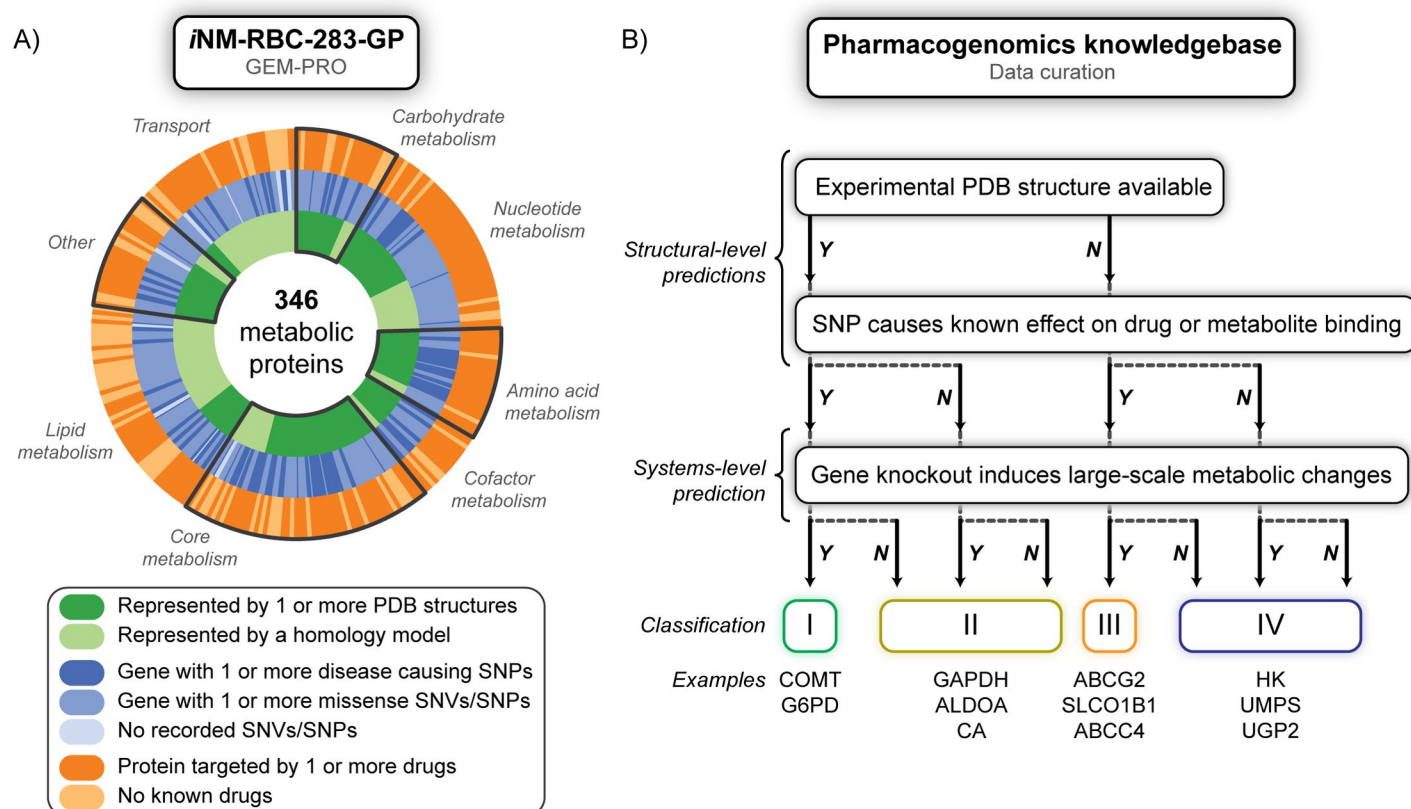 A)
iNM-RBC-283-GP
GEM-PRO
Transport
Carbohydrate
metabolism
Nucleotide
metabolism
Other
346
metabolic
proteins
Amino acid
metabolism
Lipid
metabolism
Cofactor
metabolism
Core
metabolism
Represented by 1 or more PDB structures
Represented by a homology model
Gene with 1 or more disease causing SNPs
Gene with 1 or more missense SNVs/SNPs
No recorded SNVs/SNPs
Protein targeted by 1 or more drugs
No known drugs
B)
Pharmacogenomics knowledgebase
Data curation
Experimental PDB structure available
Structural-level
predictions
Y N
SNP causes known effect on drug or metabolite binding
Y N Y N
Systems-level
prediction
Gene knockout induces large-scale metabolic changes
Y N Y N Y N Y N
Classification I II III IV
Examples COMT GAPDH ABCG2 HK
G6PD ALDOA SLCO1B1 UMPS
CA ABCC4 UGP2